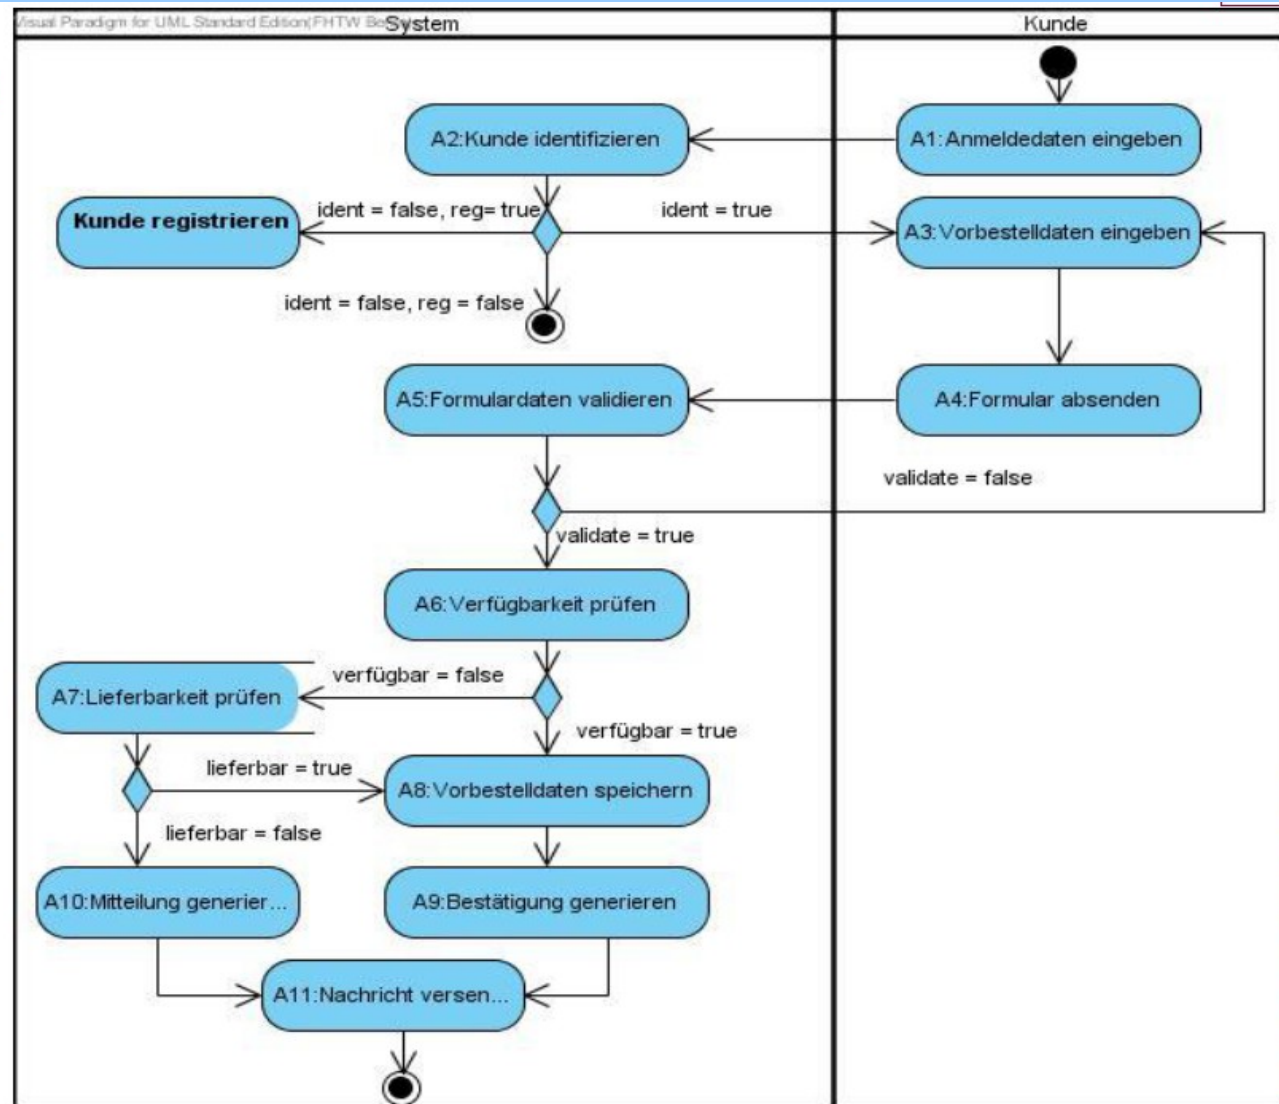 Visual Paradigm for UML Standard Edition(FHTW Be
System
Kunde
A2:Kunde identifizieren
A1:Anmeldedaten eingeben
Kunde registrieren
ident = false, reg= true
ident = true
A3:Vorbestelldaten eingeben
ident = false, reg = false
A5:Formulardaten validieren
A4:Formular absenden
validate = false
validate = true
A6:Verfügbarkeit prüfen
verfügbar = false
A7:Lieferbarkeit prüfen
verfügbar = true
lieferbar = true
A8:Vorbestelldaten speichern
lieferbar = false
A10:Mitteilung generier...
A9:Bestätigung generieren
A11:Nachricht versen...